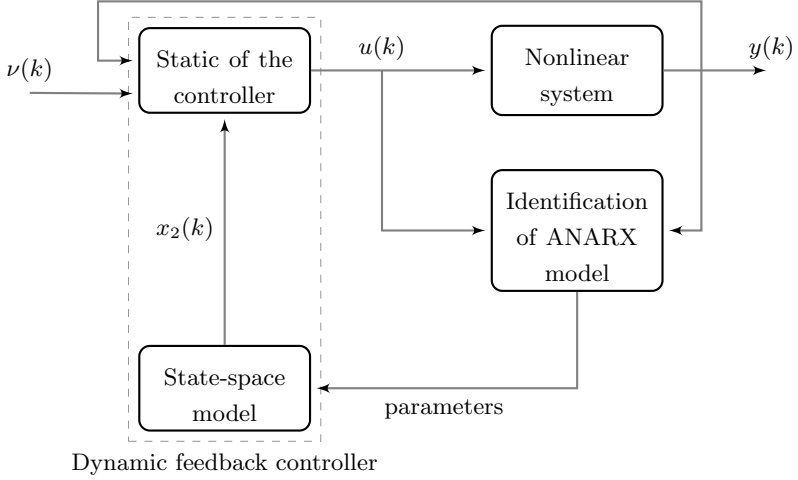 ν(k)
Static of the
controller
u(k)
Nonlinear
system
y(k)
Identification
of ANARX
model
x₂(k)
State-space
model
parameters
Dynamic feedback controller